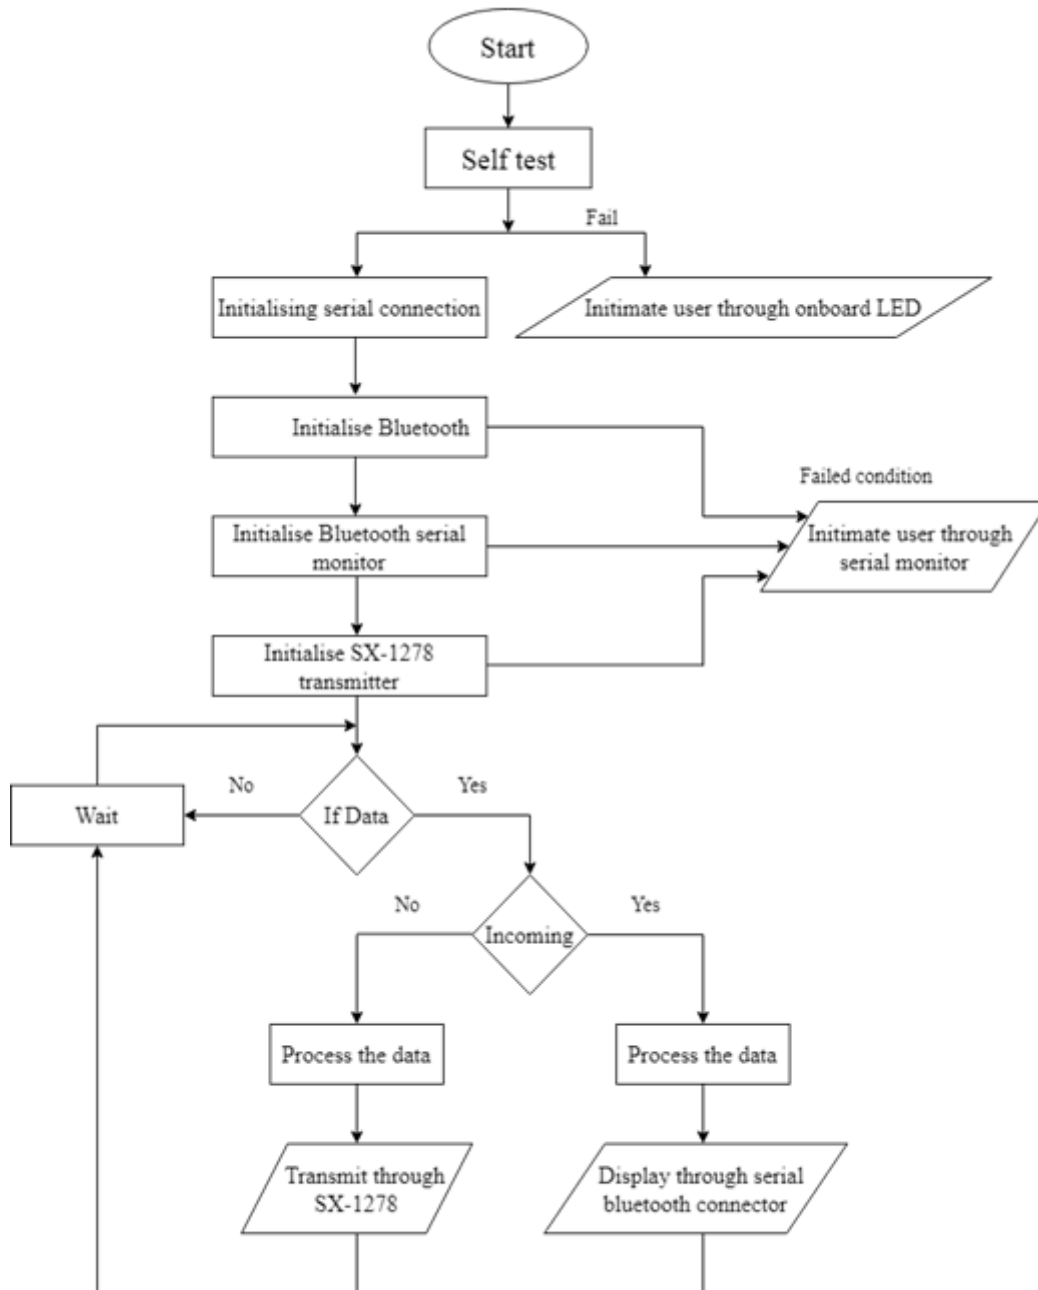 Start
Self test
Fail
Initialising serial connection
Initimate user through onboard LED
Initialise Bluetooth
Failed condition
Initialise Bluetooth serial
monitor
Initimate user through
serial monitor
Initialise SX-1278
transmitter
No
Yes
Wait
If Data
No
Yes
Incoming
Process the data
Process the data
Transmit through
SX-1278
Display through serial
bluetooth connector